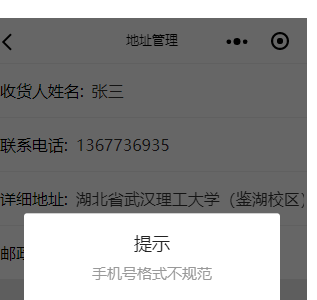 地址管理
收货人姓名: 张三
联系电话: 1367736935
详细地址: 湖北省武汉理工大学（鉴湖校区）
邮政
提示
手机号格式不规范